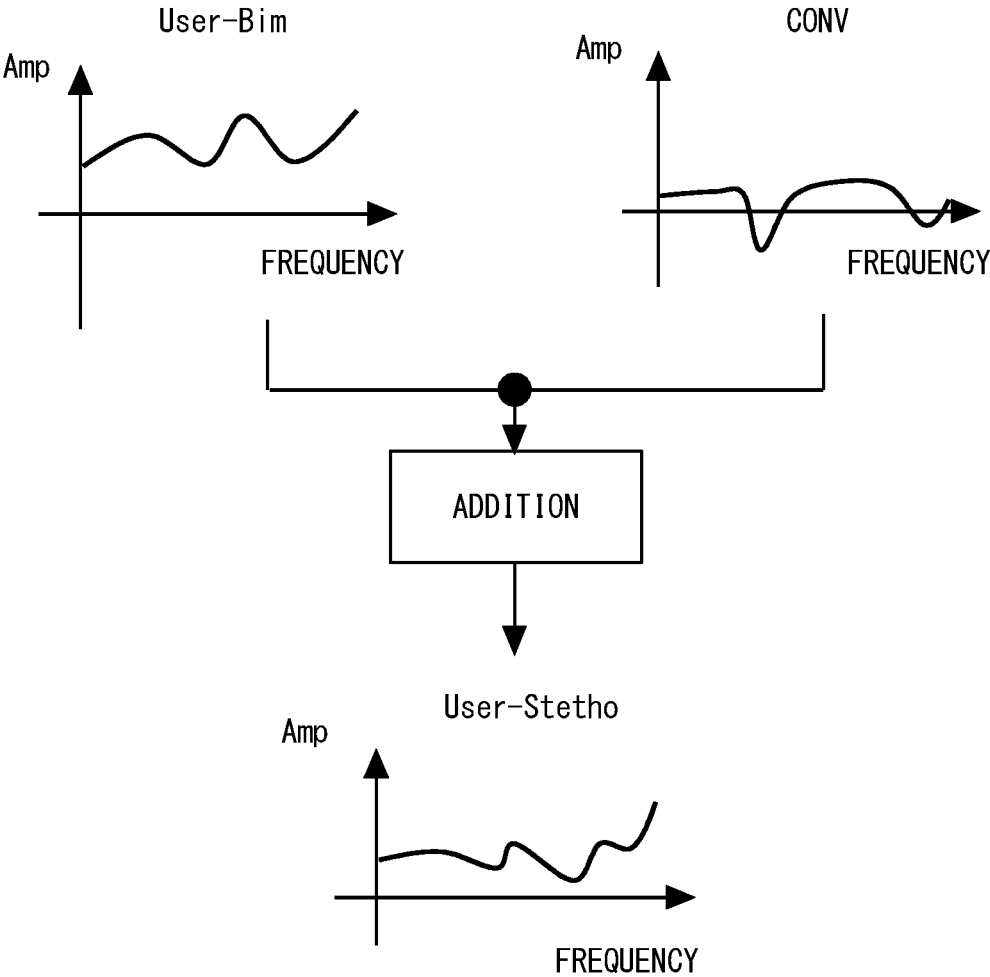 User-Bim
CONV
Amp
Amp
FREQUENCY
FREQUENCY
ADDITION
User-Stetho
Amp
FREQUENCY